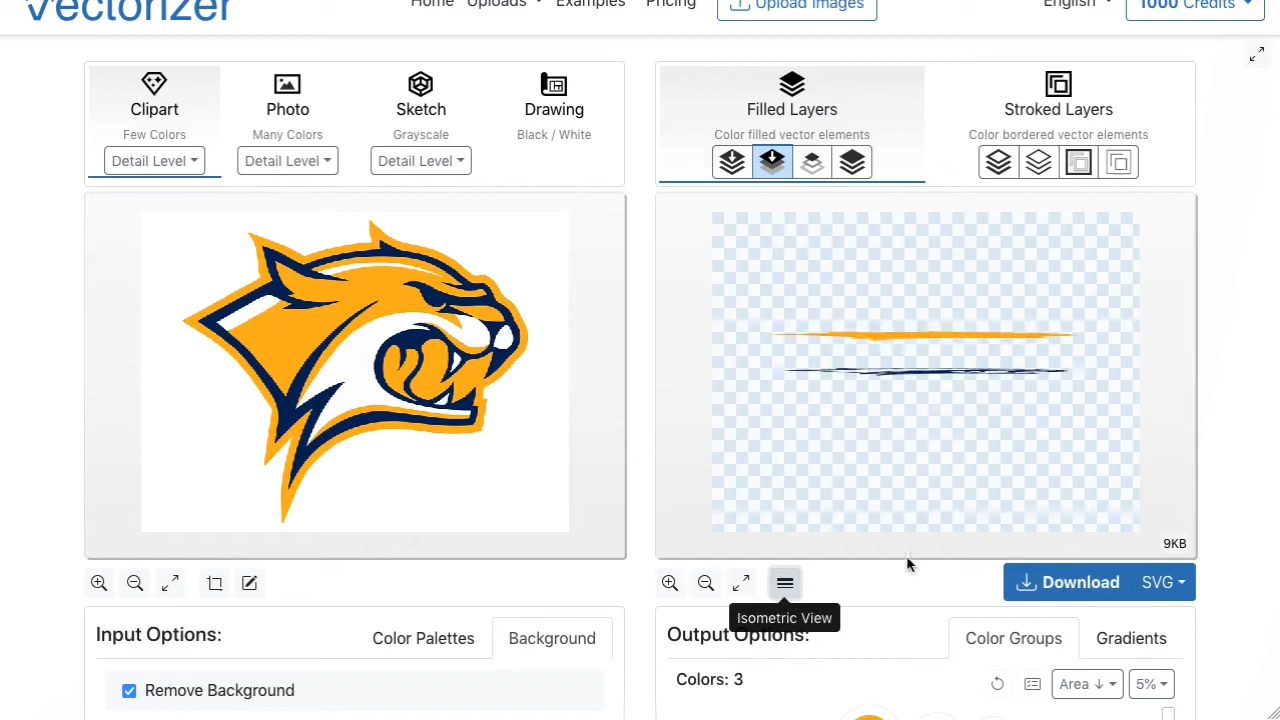 Vectorizer
Home Uploads Examples Pricing
Upload Images
English
1000 Credits
Clipart
Few Colors
Detail Level
Photo
Many Colors
Detail Level
Sketch
Grayscale
Detail Level
Drawing
Black / White
Filled Layers
Color filled vector elements
Stroked Layers
Color bordered vector elements
9KB
Download SVG
Isometric View
Input Options:
Color Palettes
Background
Remove Background
Output Options:
Color Groups
Gradients
Colors: 3
Area ↓
5%